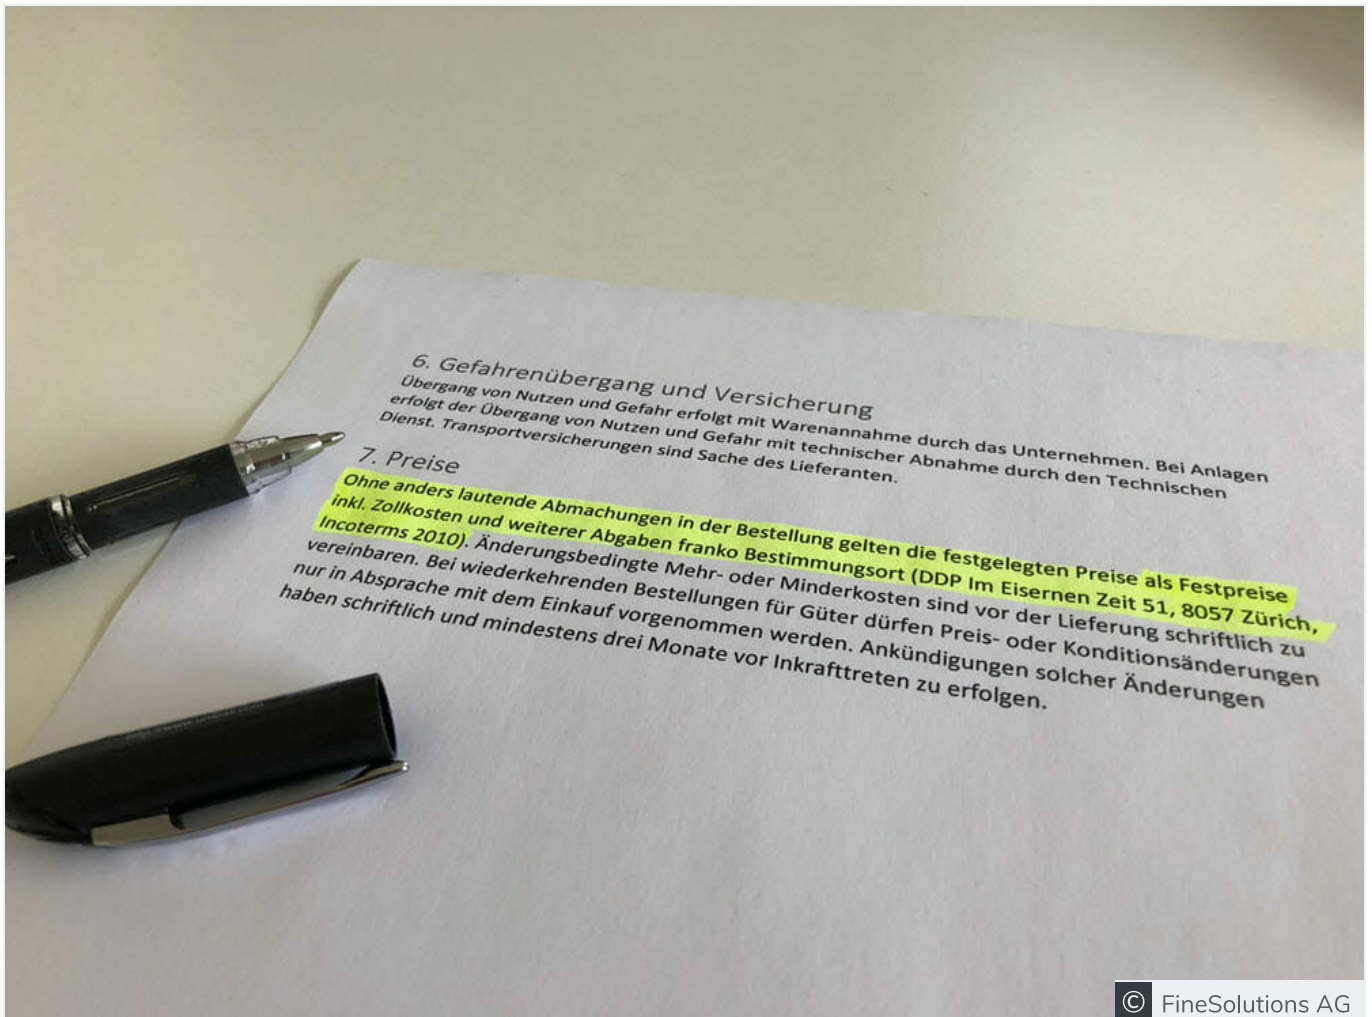 6. Gefahrenübergang und Versicherung
Übergang von Nutzen und Gefahr erfolgt mit Warenannahme durch das Unternehmen. Bei Anlagen
erfolgt der Übergang von Nutzen und Gefahr mit technischer Abnahme durch den Technischen
Dienst. Transportversicherungen sind Sache des Lieferanten.
7. Preise
Ohne anders lautende Abmachungen in der Bestellung gelten die festgelegten Preise als Festpreise
inkl. Zollkosten und weiterer Abgaben franko Bestimmungsort (DDP Im Eisernen Zeit 51, 8057 Zürich,
Incoterms 2010). Änderungsbedingte Mehr- oder Minderkosten sind vor der Lieferung schriftlich zu
vereinbaren. Bei wiederkehrenden Bestellungen für Güter dürfen Preis- oder Konditionsänderungen
nur in Absprache mit dem Einkauf vorgenommen werden. Ankündigungen solcher Änderungen
haben schriftlich und mindestens drei Monate vor Inkrafttreten zu erfolgen.
© FineSolutions AG